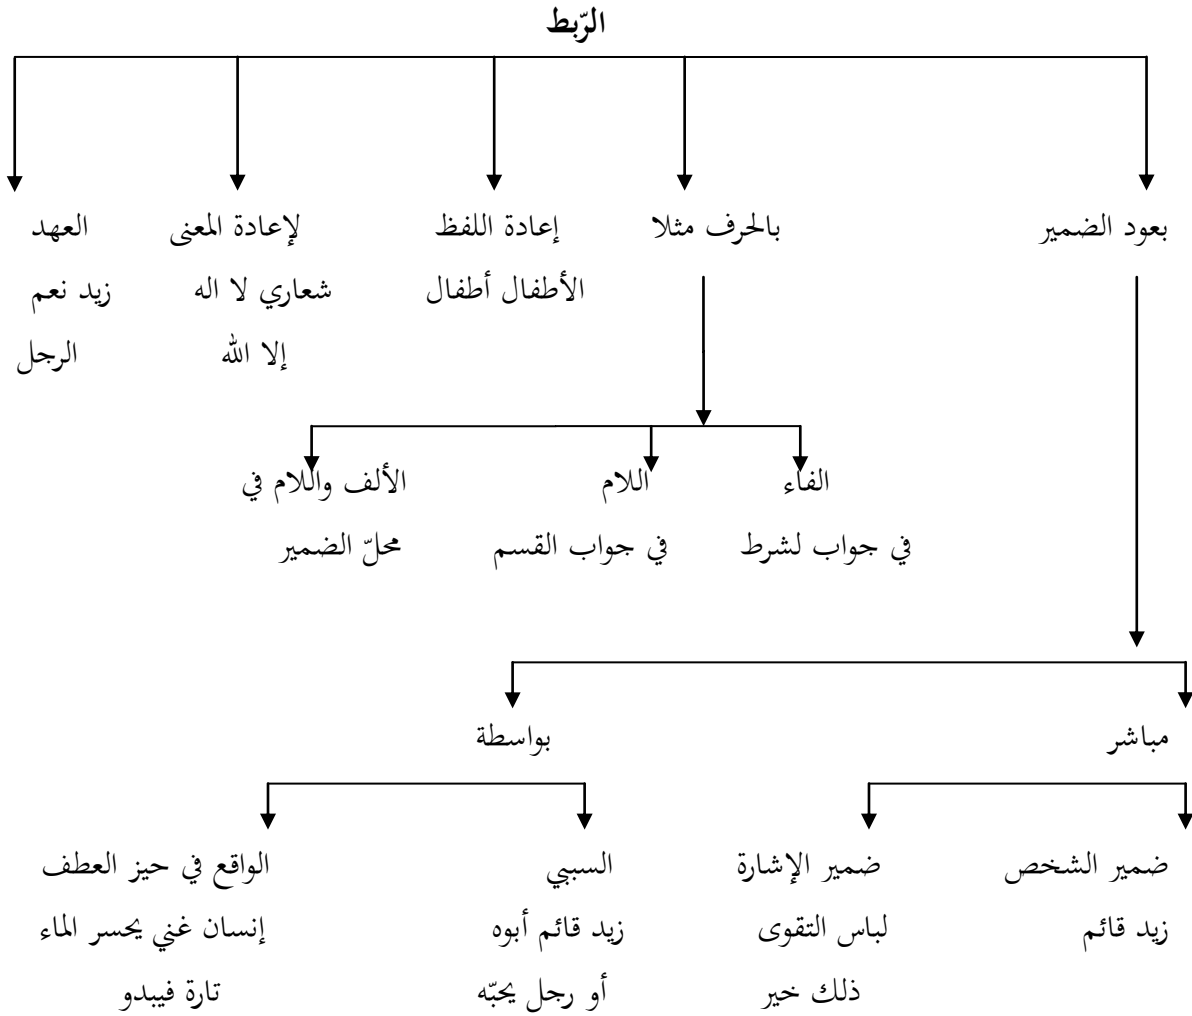 الرّبط
بعود الضمير
بالحرف مثلا
إعادة اللفظ
الأطفال أطفال
لإعادة المعنى
شعاري لا اله
إلا الله
العهد
زيد نعم
الرجل
الفاء
في جواب لشرط
اللام
في جواب القسم
الألف واللام في
محلّ الضمير
مباشر
بواسطة
ضمير الشخص
زيد قائم
ضمير الإشارة
لباس التقوى
ذلك خير
السببي
زيد قائم أبوه
أو رجل يحبّه
الواقع في حيز العطف
إنسان غني يحسر الماء
تارة فيبدو